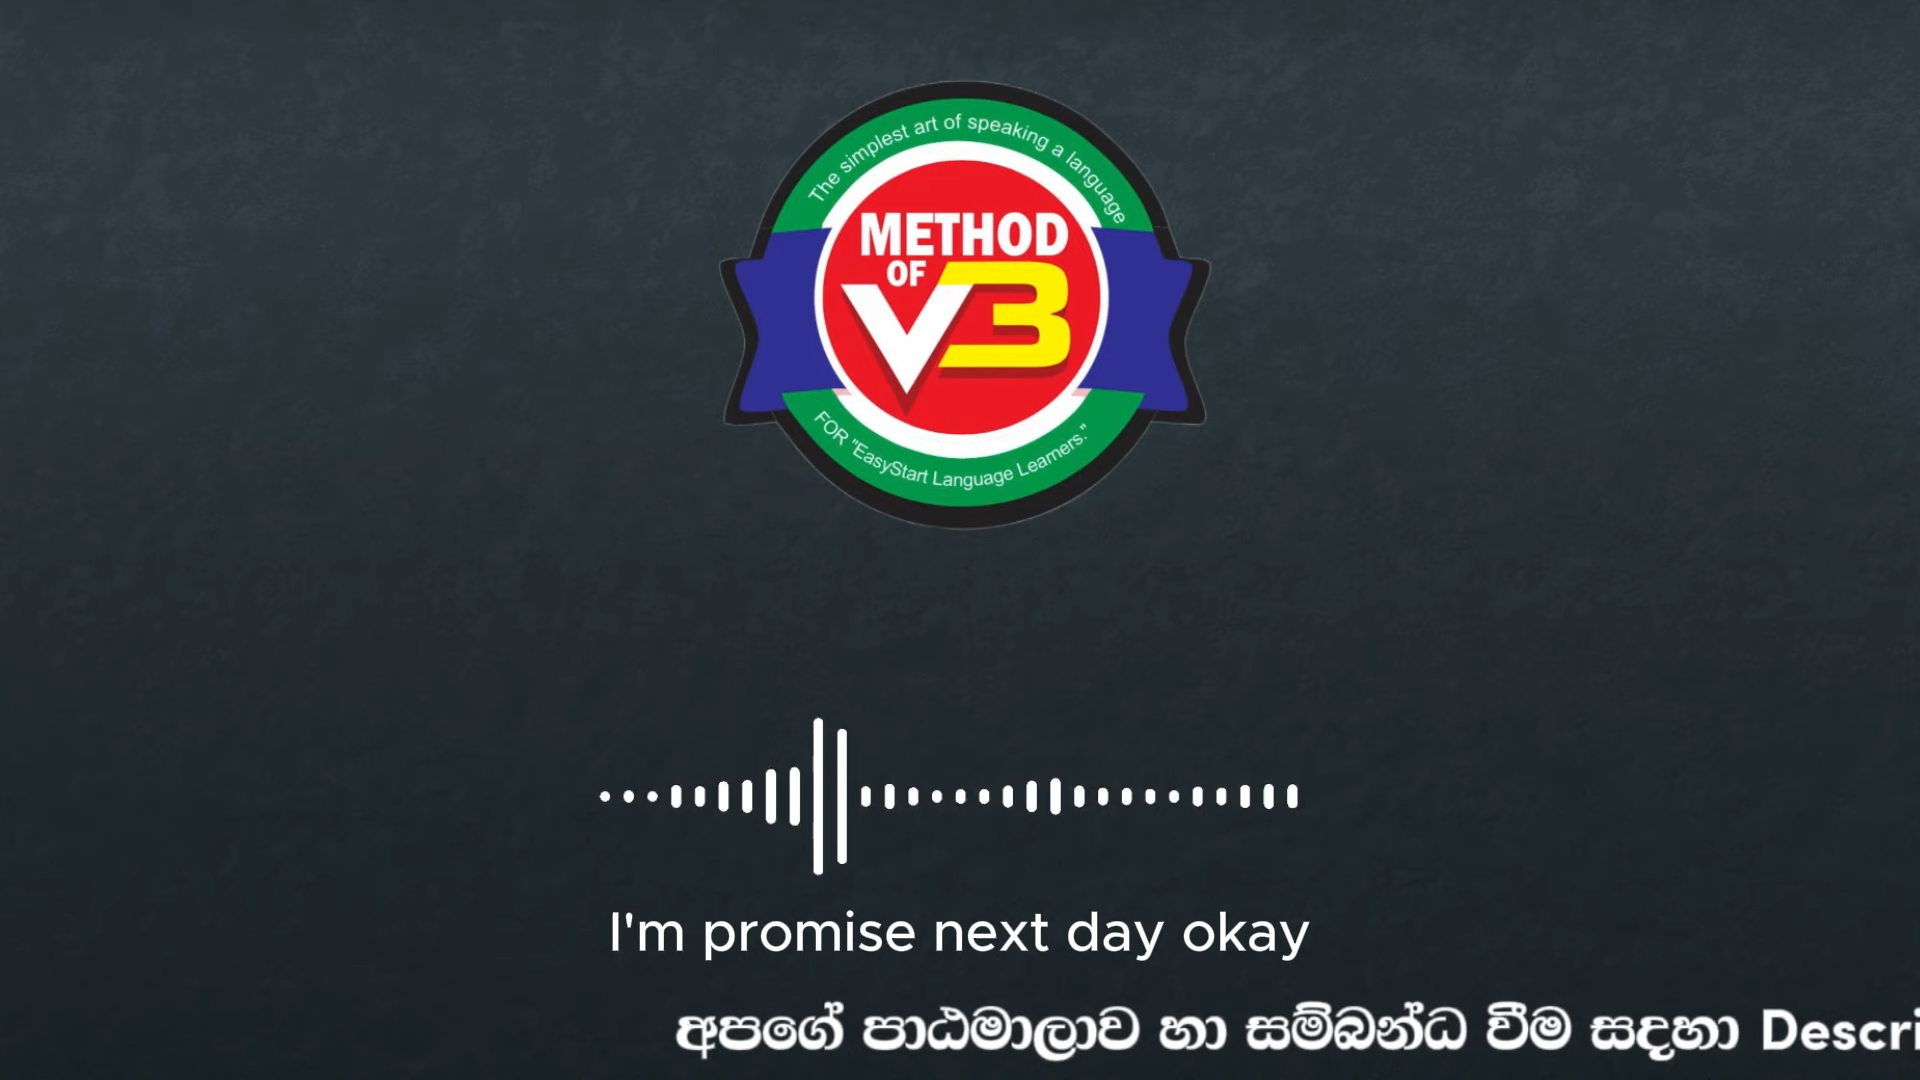 The simplest art of speaking a language
METHOD
OF
V3
FOR "EasyStart Language Learners."
I'm promise next day okay
අපගේ පාඨමාලාව හා සම්බන්ධ වීම සදහා Descri